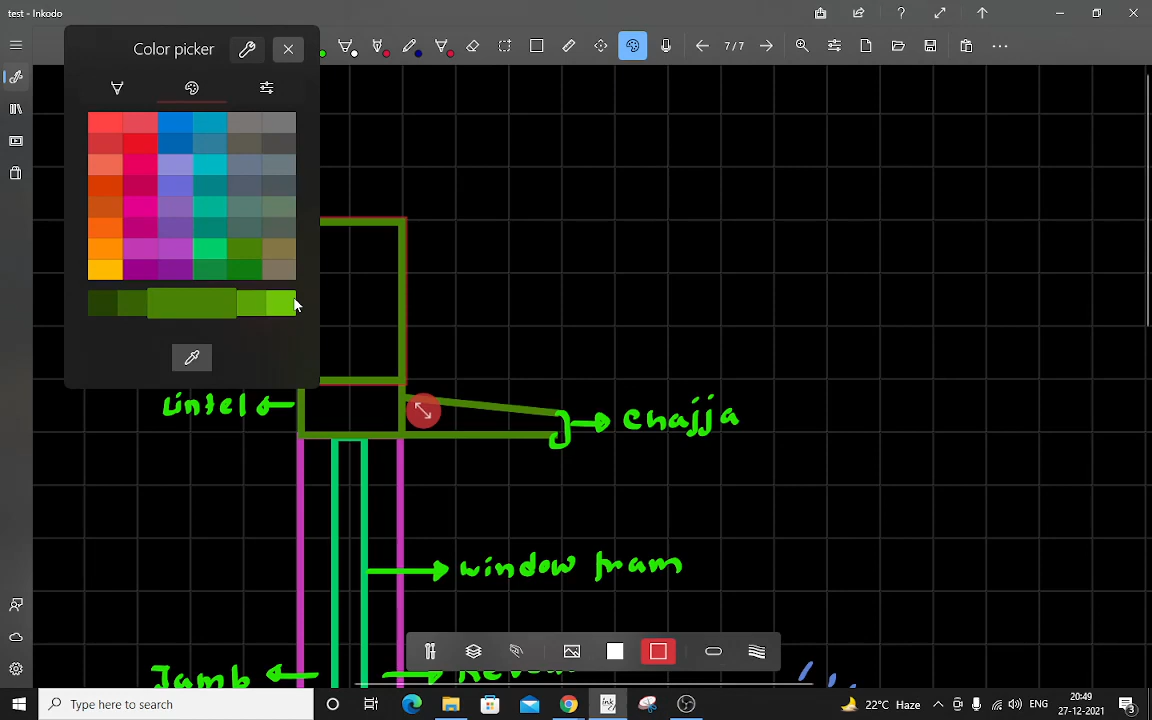 test - Inkodo
Color picker
7/7
Lintel
Chajja
window fram
Jamb
Type here to search
22°C Haze
ENG
20:49
27-12-2021
3